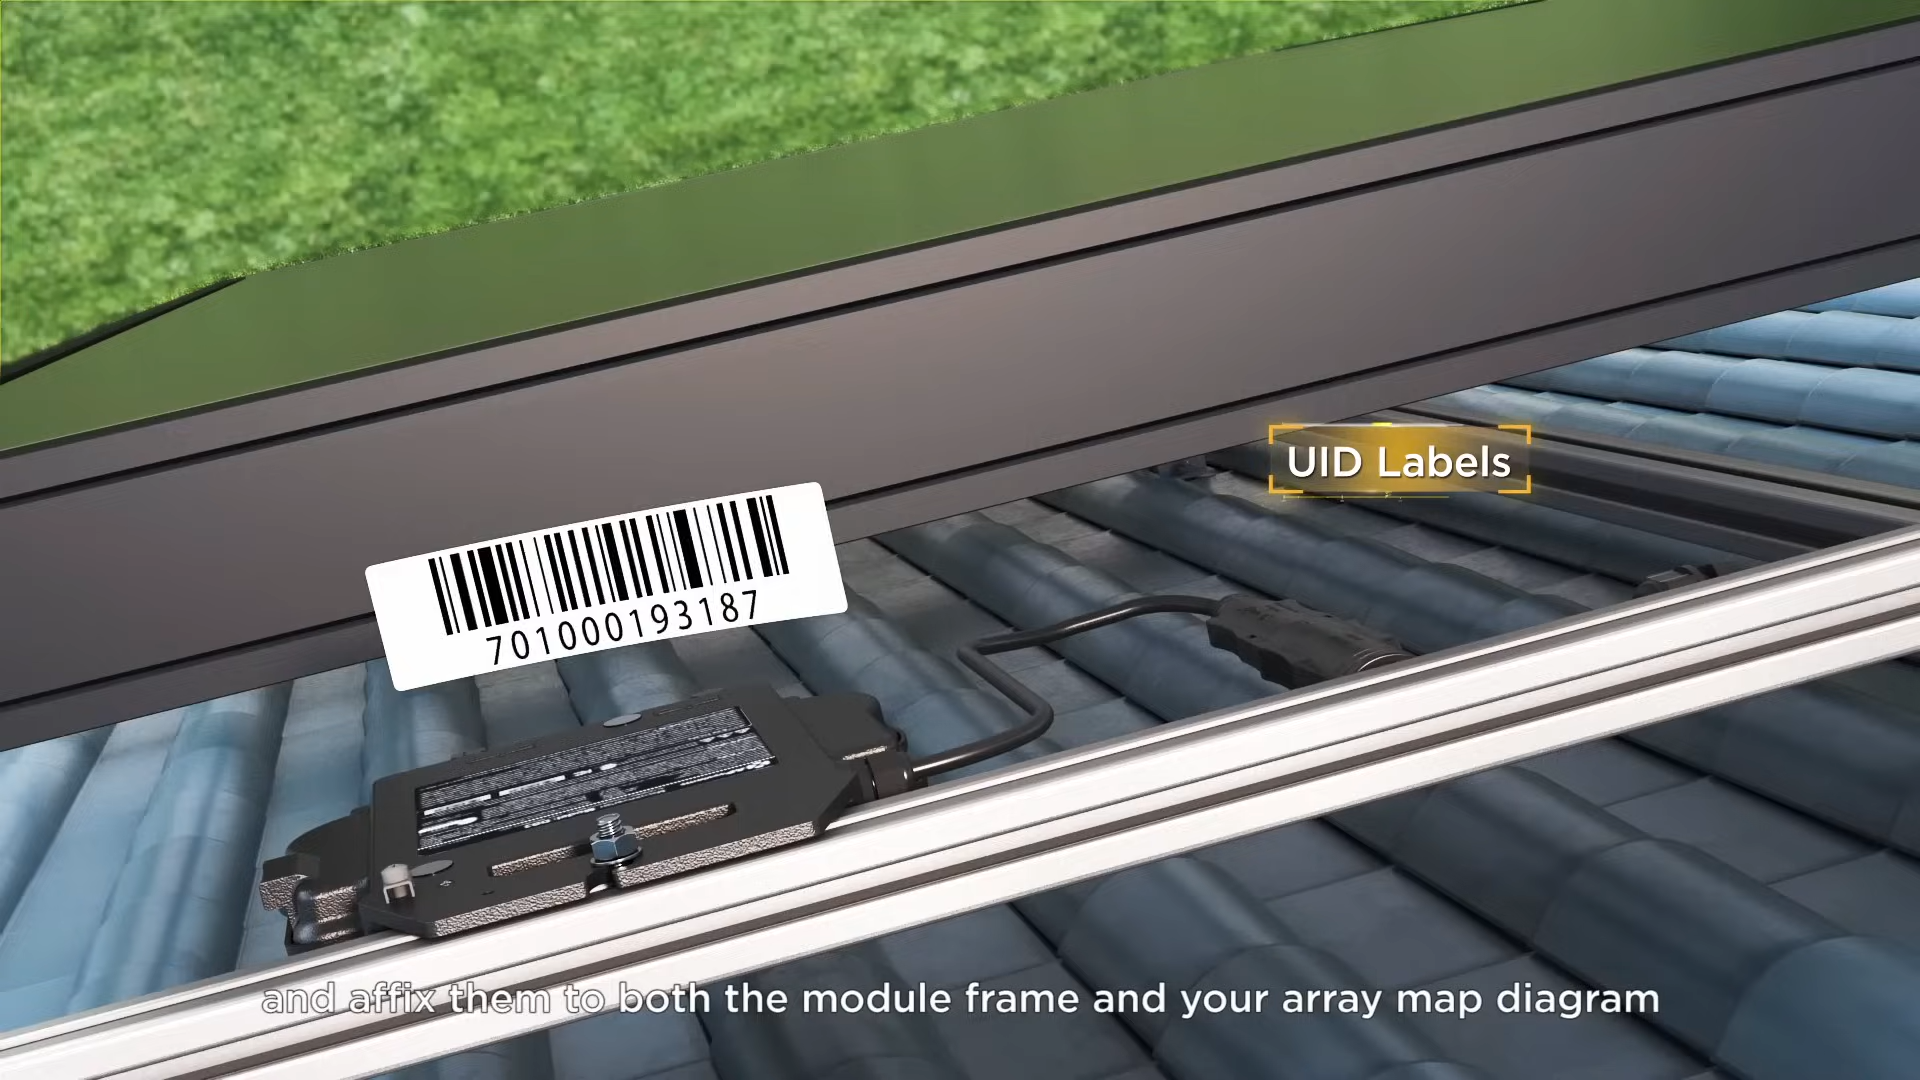 UID Labels
701000193187
and affix them to both the module frame and your array map diagram